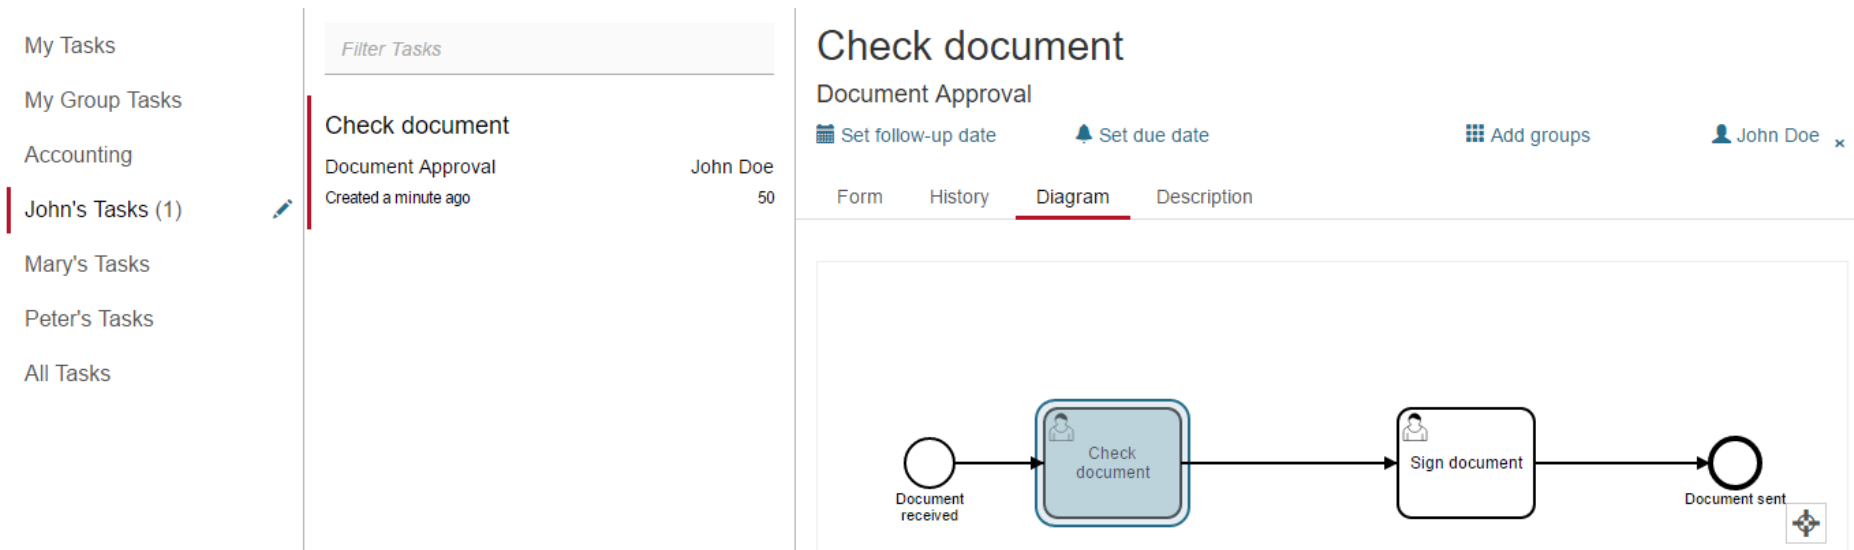 My Tasks
My Group Tasks
Accounting
John's Tasks (1)
Mary's Tasks
Peter's Tasks
All Tasks
Filter Tasks
Check document
Document Approval John Doe
Created a minute ago 50
Check document
Document Approval
Set follow-up date Set due date Add groups John Doe ×
Form History Diagram Description
Document
received
Check
document
Sign document
Document sent